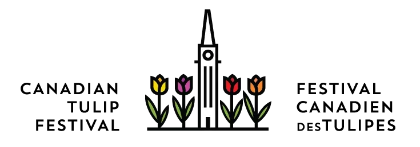 CANADIAN
TULIP
FESTIVAL
FESTIVAL
CANADIEN
DESTULIPES